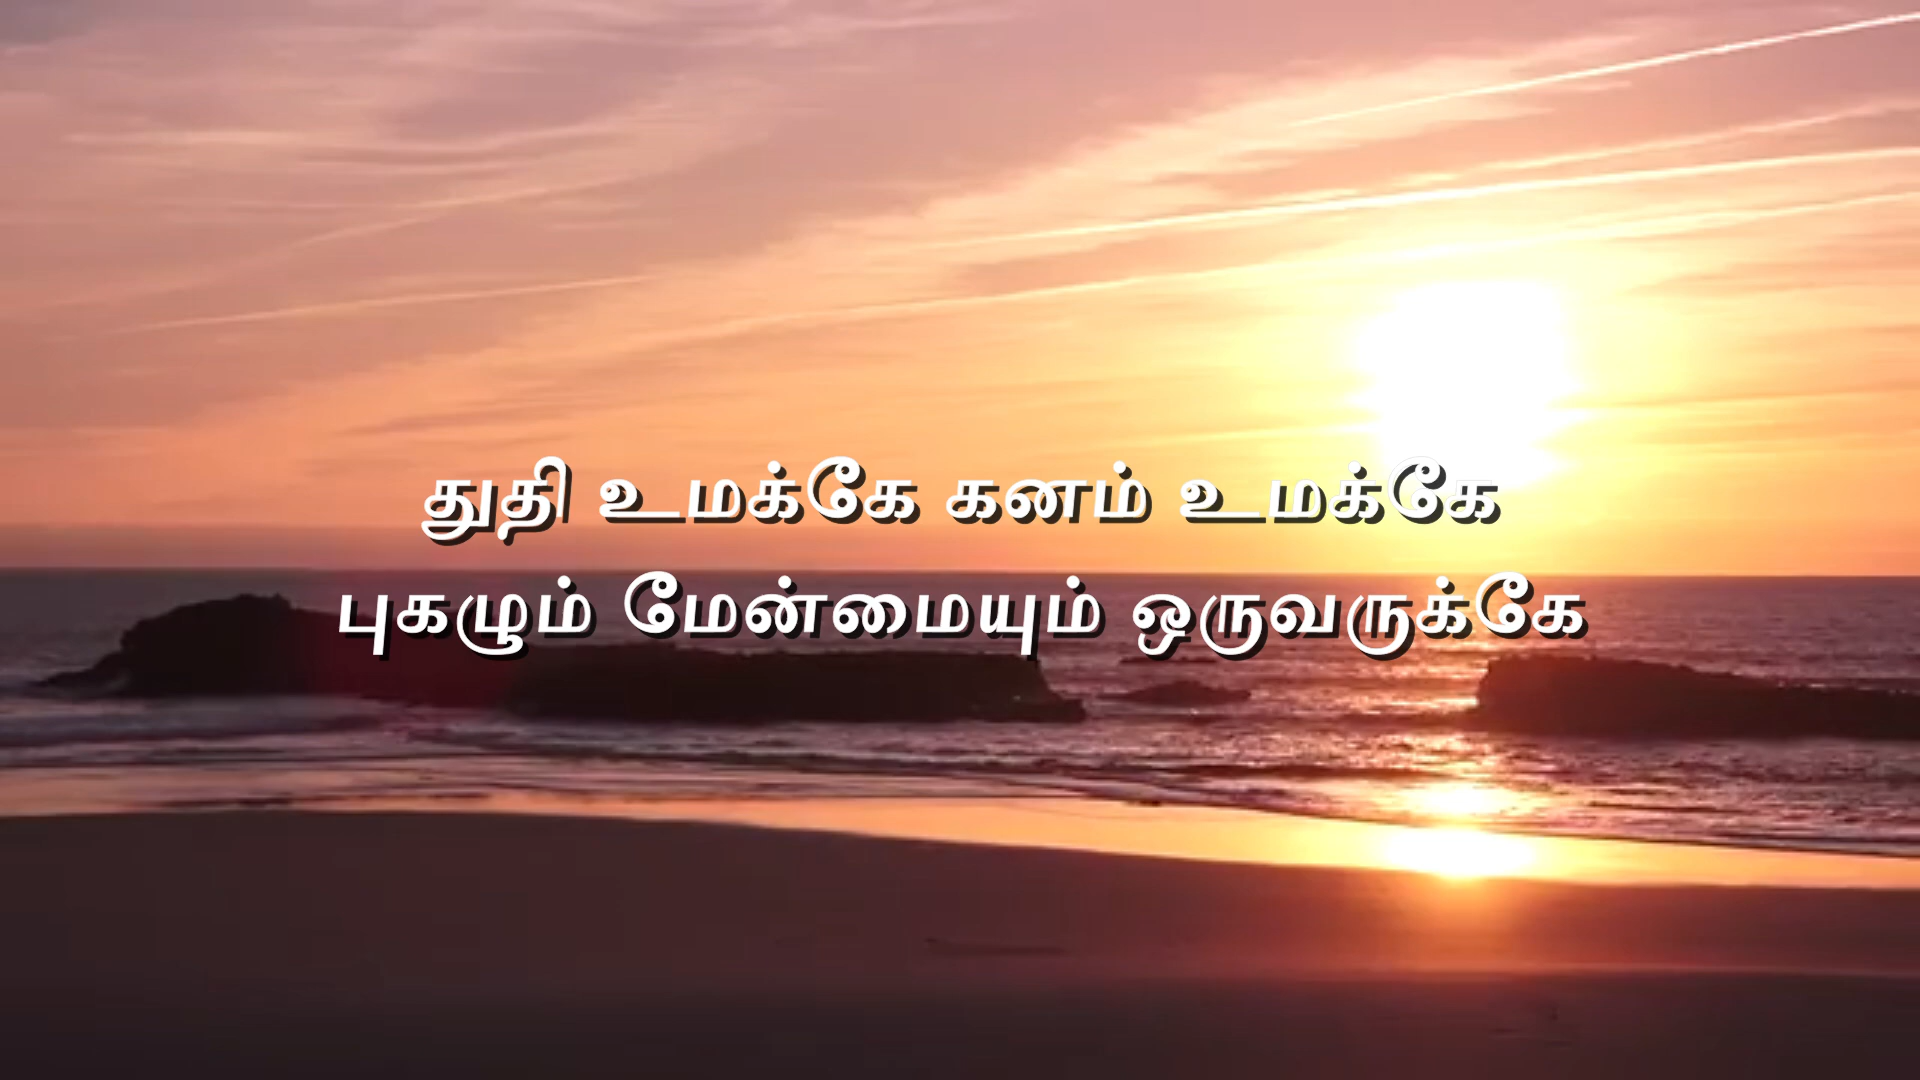 துதி உமக்கே கனம் உமக்கே
புகழும் மேன்மையும் ஒருவருக்கே